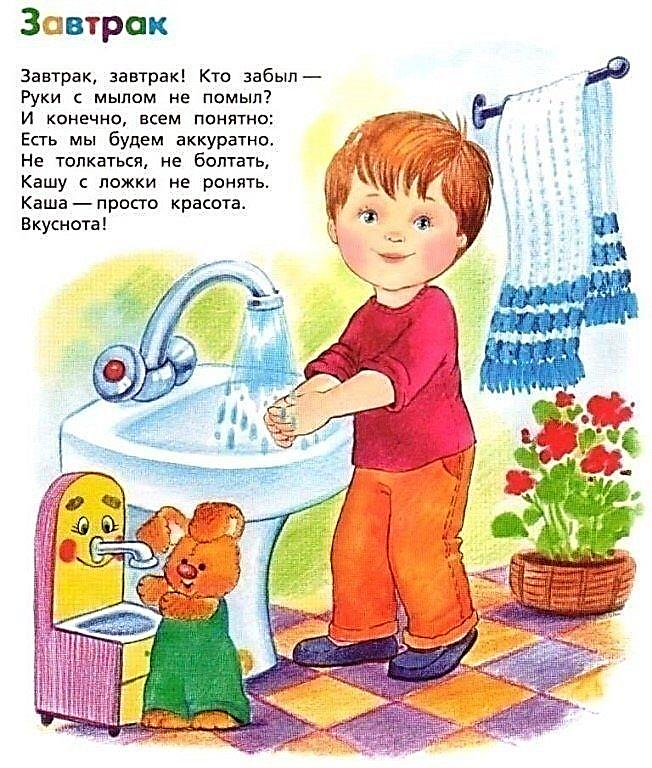 Завтрак
Завтрак, завтрак! Кто забыл —
Руки с мылом не помыл?
И конечно, всем понятно:
Есть мы будем аккуратно.
Не толкаться, не болтать,
Кашу с ложки не ронять.
Каша — просто красота.
Вкуснота!